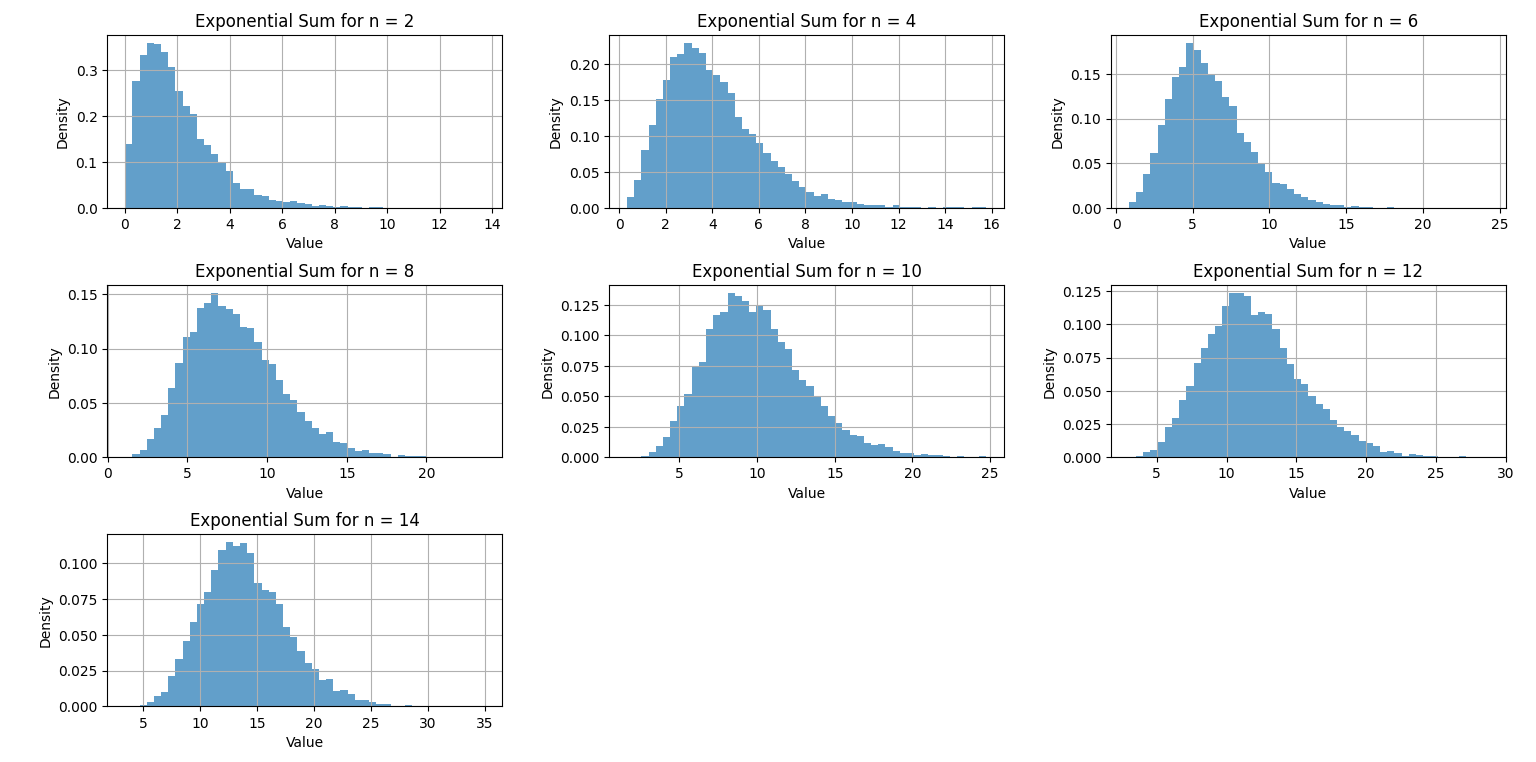 Exponential Sum for n = 2
Density
0.3
0.2
0.1
0.0
0 2 4 6 8 10 12 14
Value
Exponential Sum for n = 4
Density
0.20
0.15
0.10
0.05
0.00
0 2 4 6 8 10 12 14 16
Value
Exponential Sum for n = 6
Density
0.15
0.10
0.05
0.00
0 5 10 15 20 25
Value
Exponential Sum for n = 8
Density
0.15
0.10
0.05
0.00
0 5 10 15 20
Value
Exponential Sum for n = 10
Density
0.125
0.100
0.075
0.050
0.025
0.000
5 10 15 20 25
Value
Exponential Sum for n = 12
Density
0.125
0.100
0.075
0.050
0.025
0.000
5 10 15 20 25 30
Value
Exponential Sum for n = 14
Density
0.100
0.075
0.050
0.025
0.000
5 10 15 20 25 30 35
Value